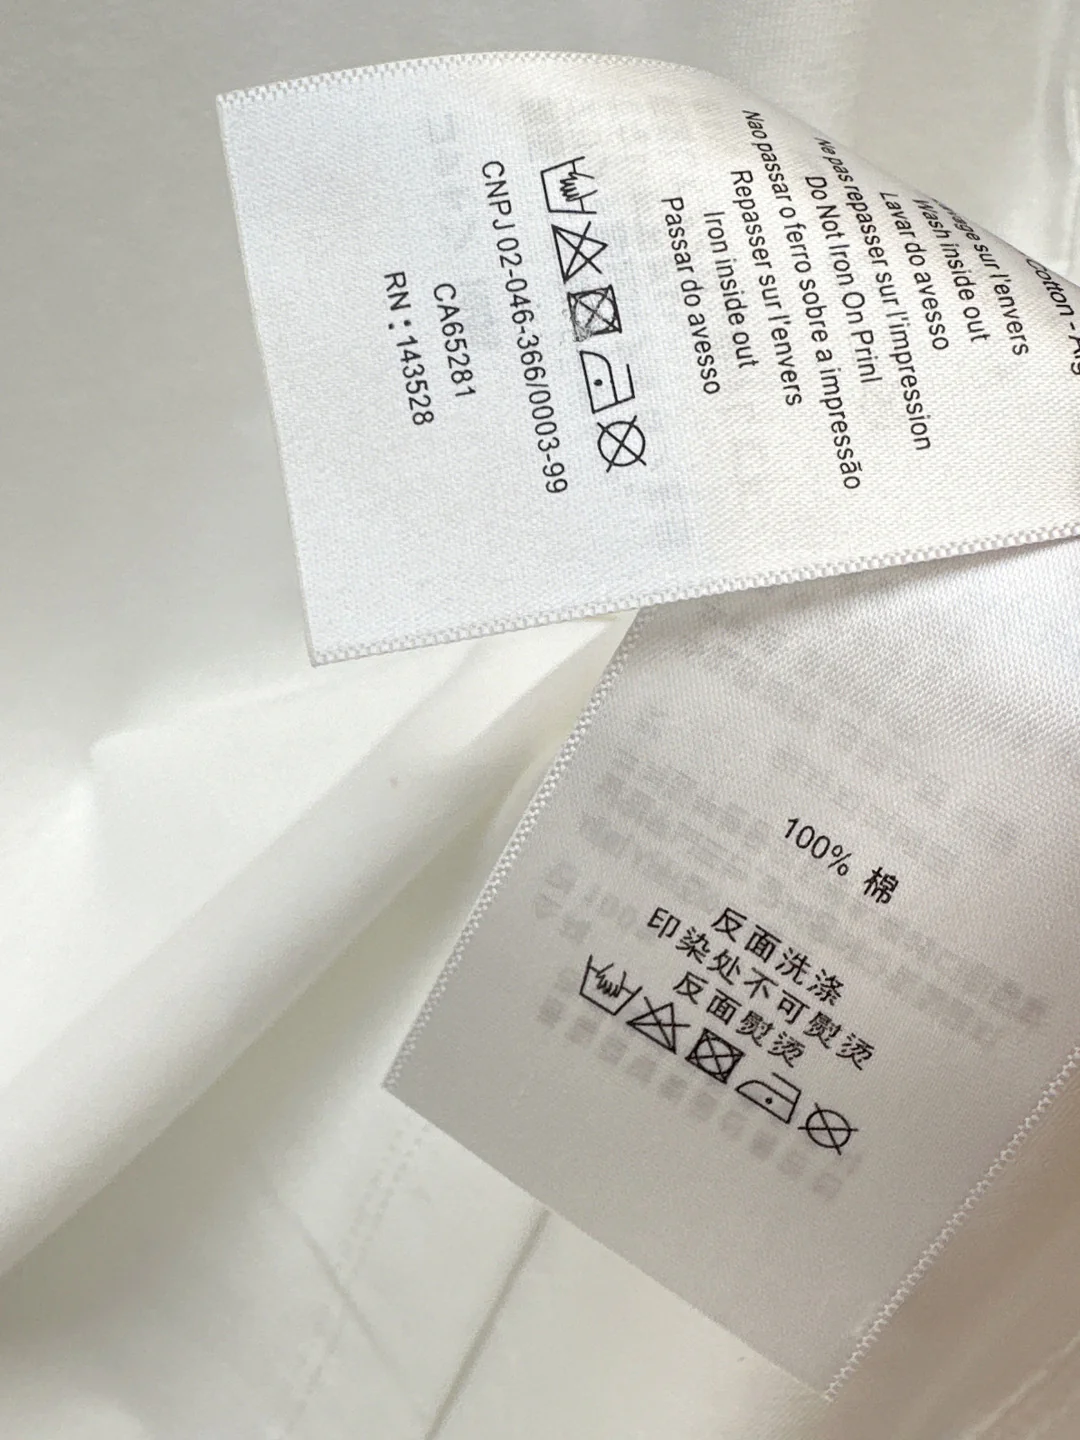 Cotton -
Lavage sur l'envers
Wash inside out
Lavar do avesso
Ne pas repasser sur l'impression
Do Not Iron On Prinl
Nao passar o ferro sobre a impressão
Repasser sur l'envers
Iron inside out
Passar do avesso
CNPJ 02-046-366/0003-99
CA65281
RN：143528
100% 棉
反面洗涤
印染处不可熨烫
反面熨烫